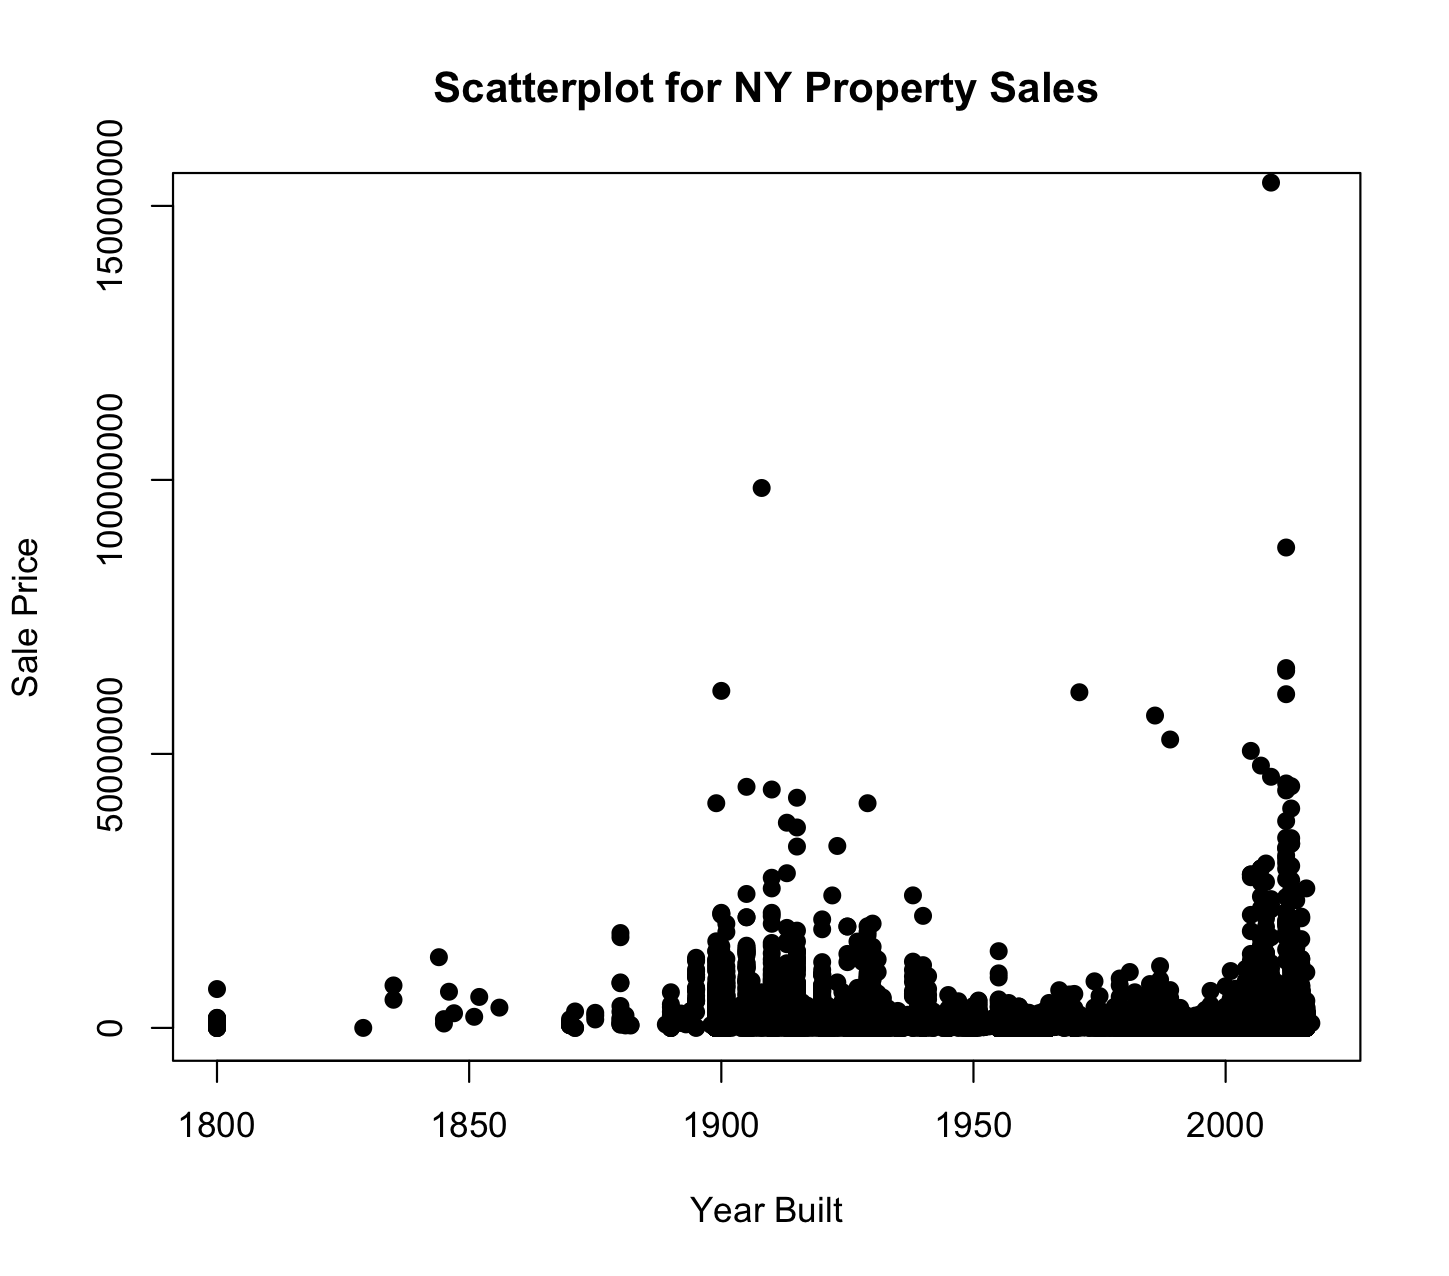 Scatterplot for NY Property Sales
150000000
100000000
50000000
0
Sale Price
1800 1850 1900 1950 2000
Year Built